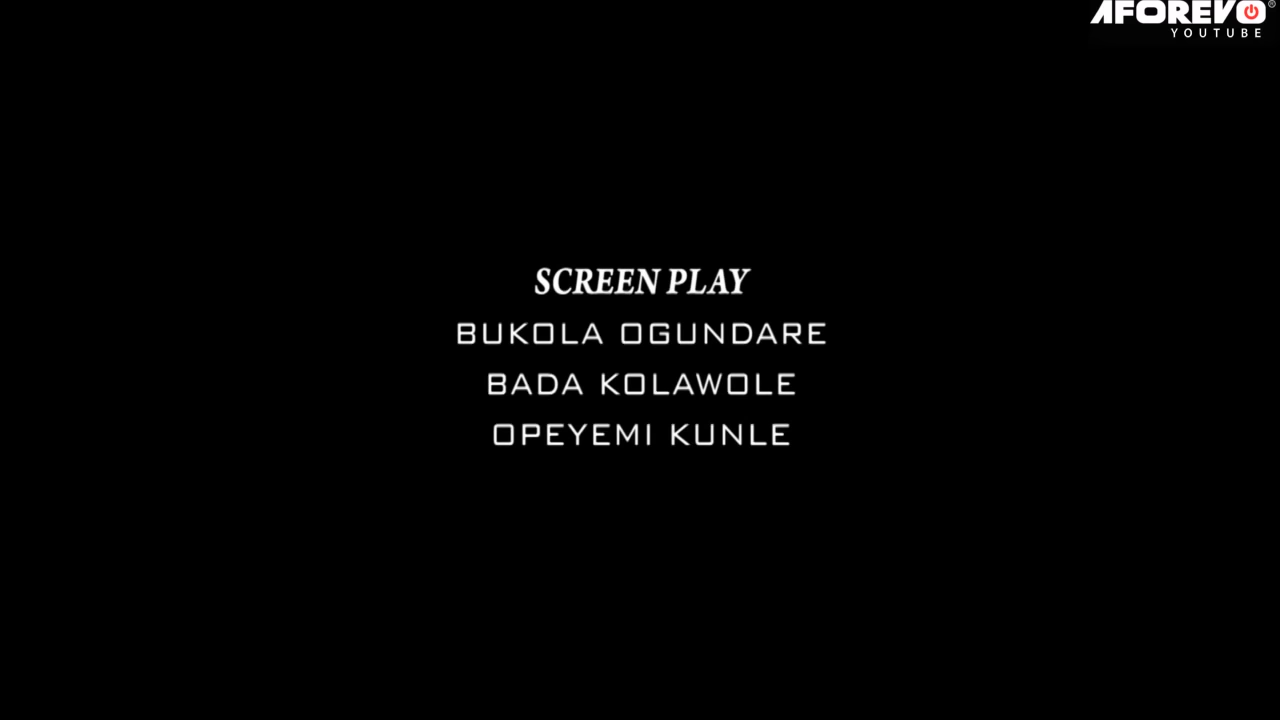 AFOREVO®
YOUTUBE
SCREEN PLAY
BUKOLA OGUNDARE
BADA KOLAWOLE
OPEYEMI KUNLE